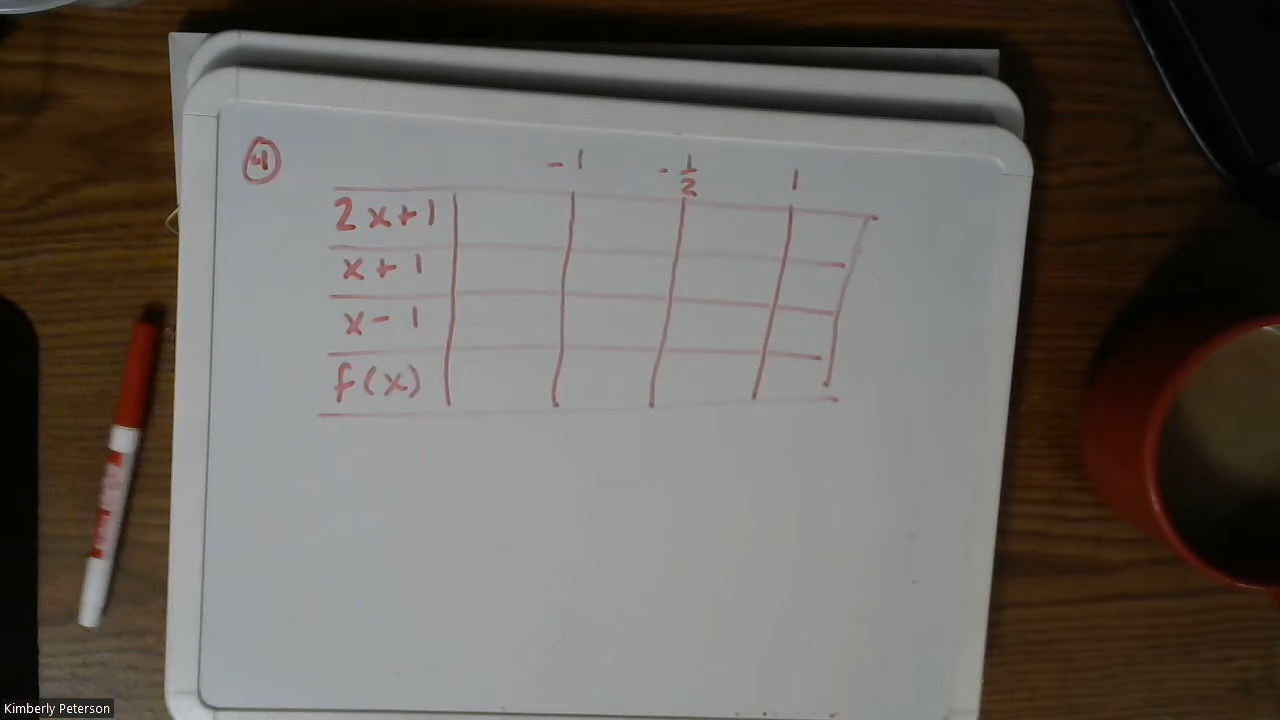 ④
-1 -1/2 1
2x+1
x+1
x-1
f(x)
Kimberly Peterson